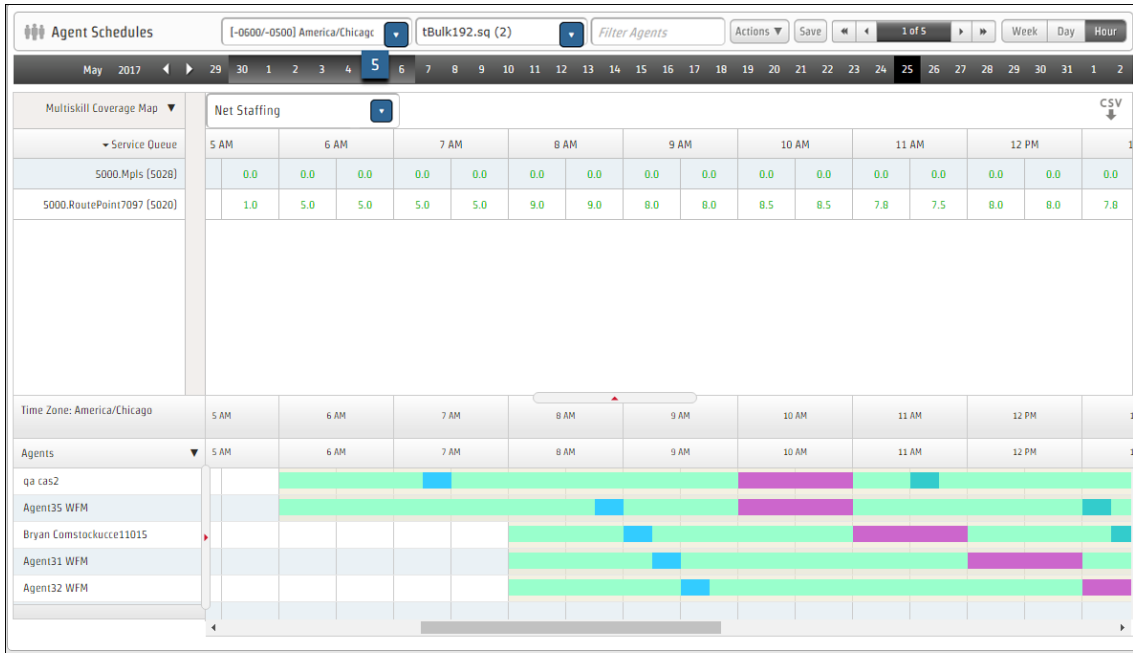 Agent Schedules [-0600/-0500] America/Chicago tBulk192.sq (2) Filter Agents Actions ▼ Save 1 of 5 Week Day Hour
May 2017 29 30 1 2 3 4 5 6 7 8 9 10 11 12 13 14 15 16 17 18 19 20 21 22 23 24 25 26 27 28 29 30 31 1 2
Multiskill Coverage Map ▼ Net Staffing CSV
Service Queue 5 AM 6 AM 7 AM 8 AM 9 AM 10 AM 11 AM 12 PM 1
5000.Mpls (5028) 0.0 0.0 0.0 0.0 0.0 0.0 0.0 0.0 0.0 0.0 0.0 0.0 0.0 0.0 0.0 0.0
5000.RoutePoint7097 (5020) 1.0 5.0 5.0 5.0 5.0 9.0 9.0 8.0 8.0 8.5 8.5 7.8 7.5 8.0 8.0 7.8
Time Zone: America/Chicago 5 AM 6 AM 7 AM 8 AM 9 AM 10 AM 11 AM 12 PM 1
Agents ▼ 5 AM 6 AM 7 AM 8 AM 9 AM 10 AM 11 AM 12 PM 1
qa cas2
Agent35 WFM
Bryan Comstockucce11015
Agent31 WFM
Agent32 WFM